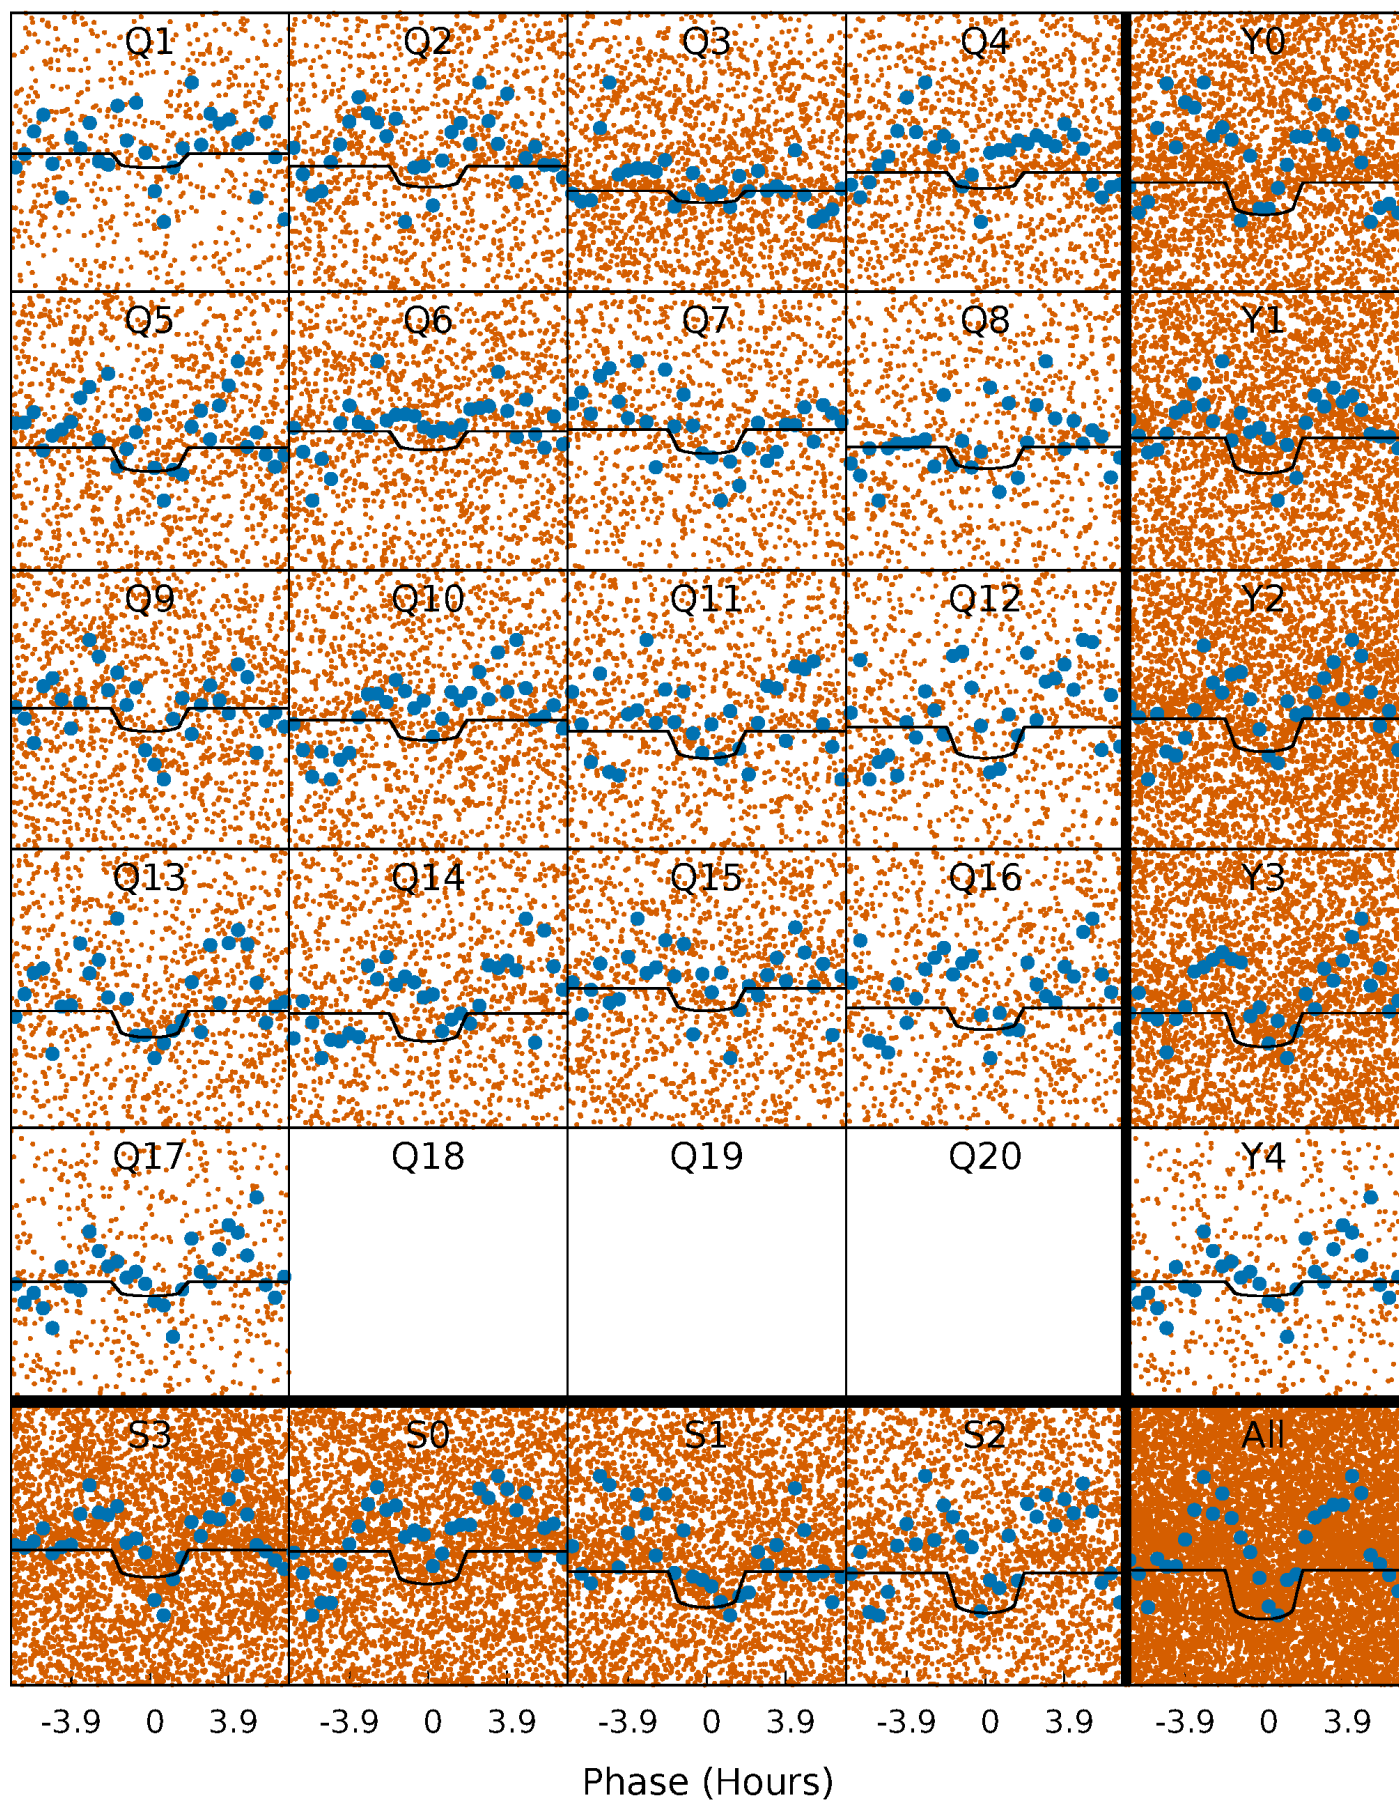 Q1 Q2 Q3 Q4 Y0
Q5 Q6 Q7 Q8 Y1
Q9 Q10 Q11 Q12 Y2
Q13 Q14 Q15 Q16 Y3
Q17 Q18 Q19 Q20 Y4
S3 S0 S1 S2 All
-3.9 0 3.9 -3.9 0 3.9 -3.9 0 3.9 -3.9 0 3.9 -3.9 0 3.9
Phase (Hours)